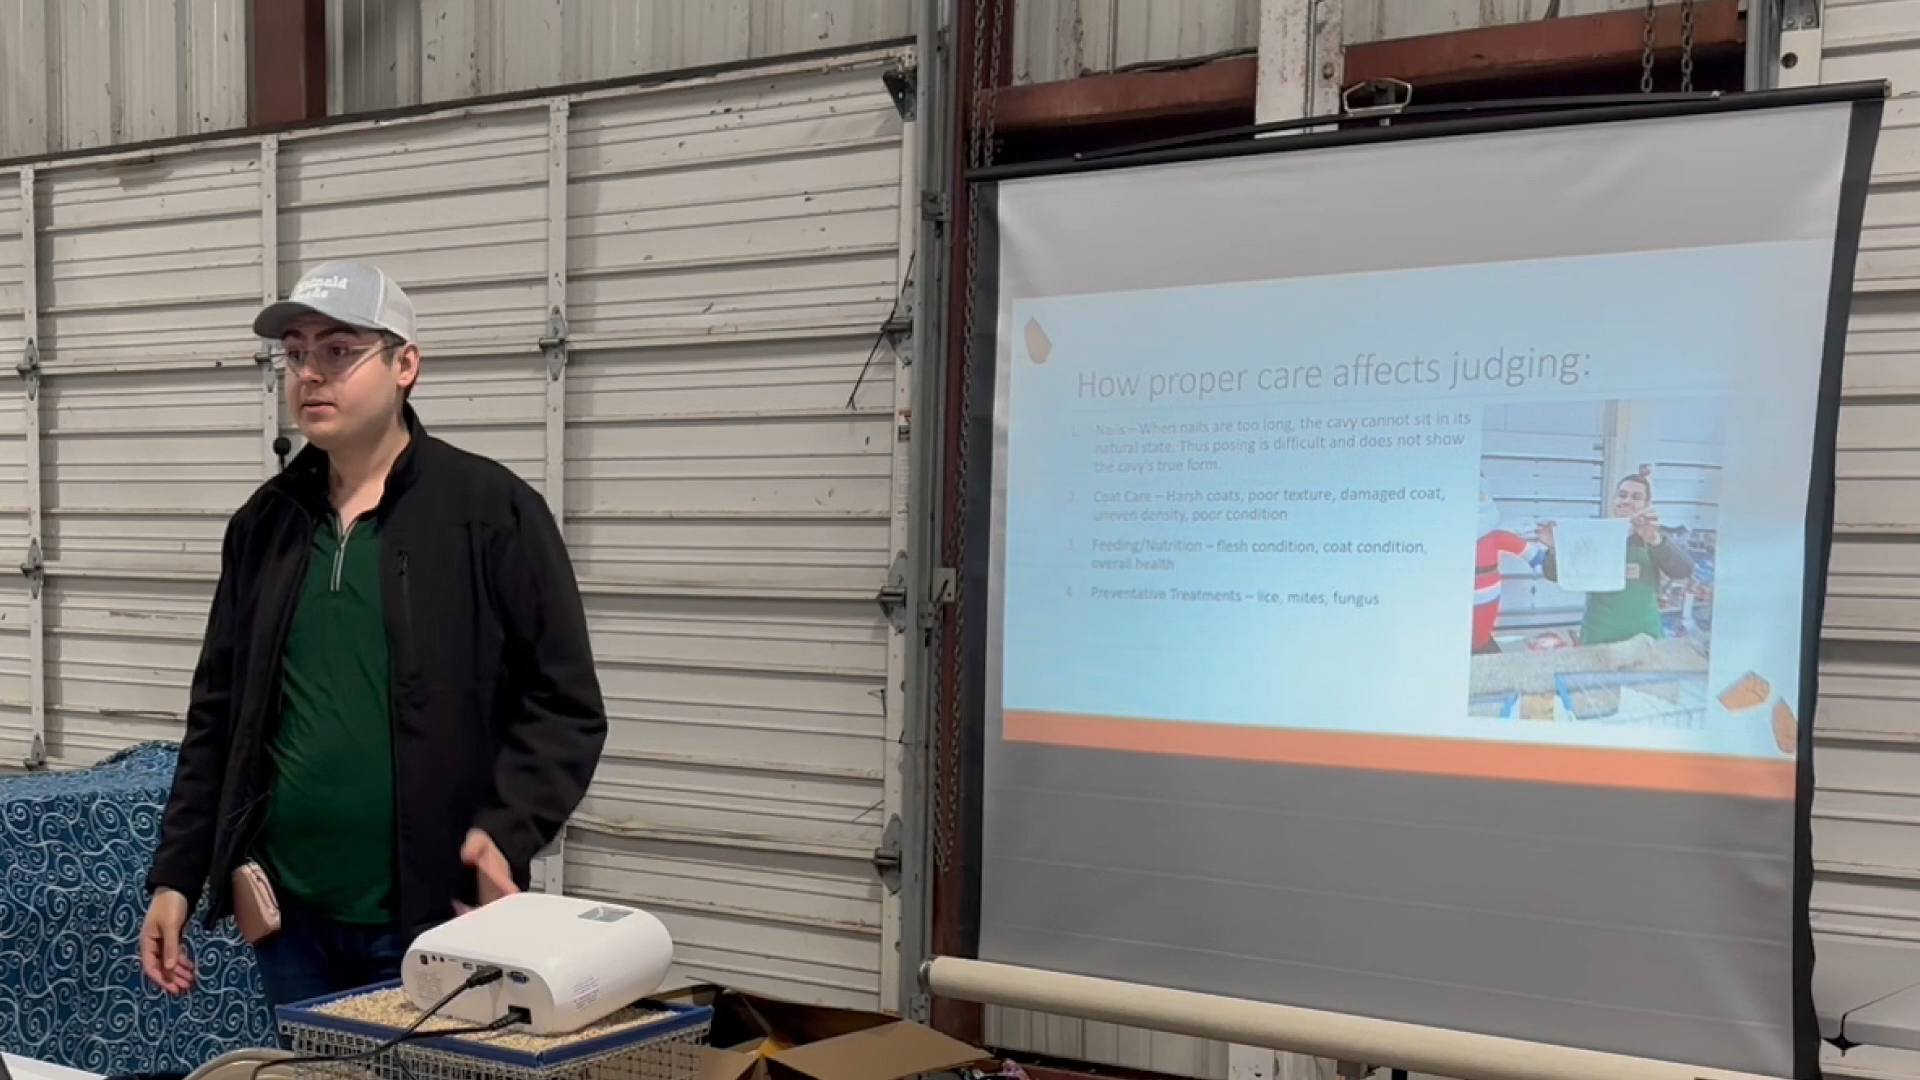 How proper care affects judging:
1. Nails – When nails are too long, the cavy cannot sit in its
natural state. Thus posing is difficult and does not show
the cavy's true form.
2. Coat Care – Harsh coats, poor texture, damaged coat,
uneven density, poor condition
3. Feeding/Nutrition – flesh condition, coat condition,
overall health
4. Preventative Treatments – lice, mites, fungus